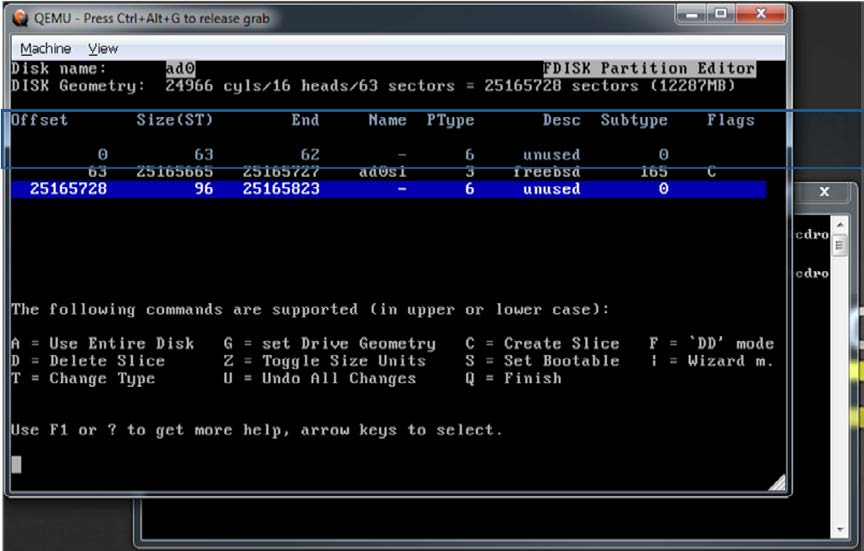 QEMU - Press Ctrl+Alt+G to release grab
Machine View
Disk name: ad0 FDISK Partition Editor
DISK Geometry: 24966 cyls/16 heads/63 sectors = 25165728 sectors (12287MB)
Offset Size(ST) End Name PType Desc Subtype Flags
0 63 62 - 6 unused 0
63 25165665 25165727 ad0s1 3 freebsd 165 C
25165728 96 25165823 - 6 unused 0
cdro
cdro
The following commands are supported (in upper or lower case):
A = Use Entire Disk G = set Drive Geometry C = Create Slice F = `DD' mode
D = Delete Slice Z = Toggle Size Units S = Set Bootable | = Wizard m.
T = Change Type U = Undo All Changes Q = Finish
Use F1 or ? to get more help, arrow keys to select.